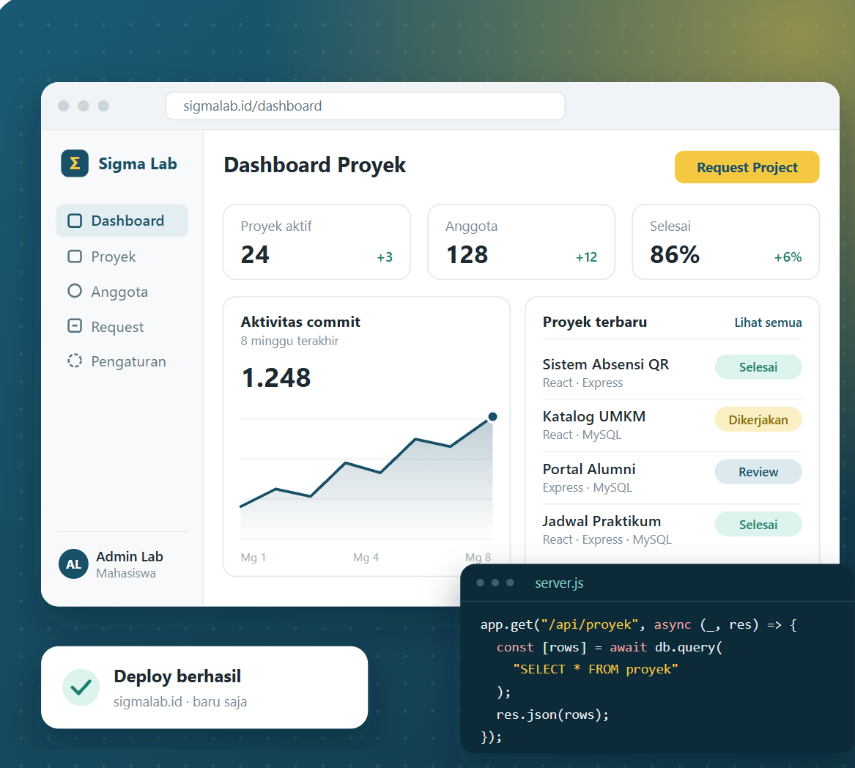 sigmalab.id/dashboard
Σ Sigma Lab
Dashboard
Proyek
Anggota
Request
Pengaturan
AL
Admin Lab
Mahasiswa
Dashboard Proyek
Request Project
Proyek aktif
24 +3
Anggota
128 +12
Selesai
86% +6%
Aktivitas commit
8 minggu terakhir
1.248
Mg 1 Mg 4 Mg 8
Proyek terbaru Lihat semua
Sistem Absensi QR
React · Express
Selesai
Katalog UMKM
React · MySQL
Dikerjakan
Portal Alumni
Express · MySQL
Review
Jadwal Praktikum
React · Express · MySQL
Selesai
server.js
app.get("/api/proyek", async (_, res) => {
  const [rows] = await db.query(
    "SELECT * FROM proyek"
  );
  res.json(rows);
});
Deploy berhasil
sigmalab.id · baru saja